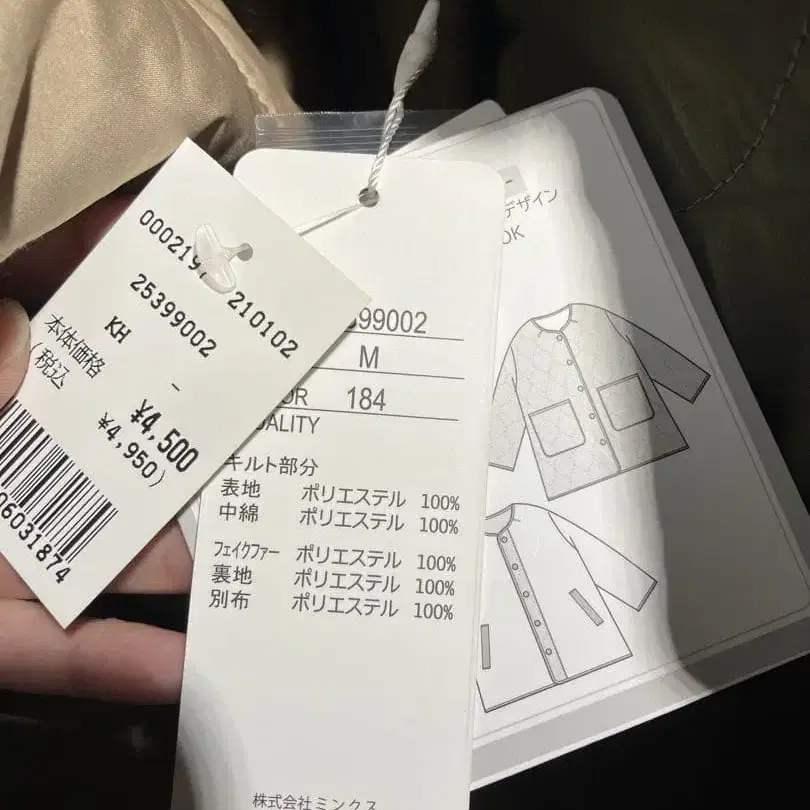 210102
25399002
KH -
本体価格 ¥4,500
(税込 ¥4,950)
06031874
99002
M
OR 184
ALITY
キルト部分
表地 ポリエステル 100%
中綿 ポリエステル 100%
フェイクファー ポリエステル 100%
裏地 ポリエステル 100%
別布 ポリエステル 100%
株式会社ミンクス
デザイン
OK